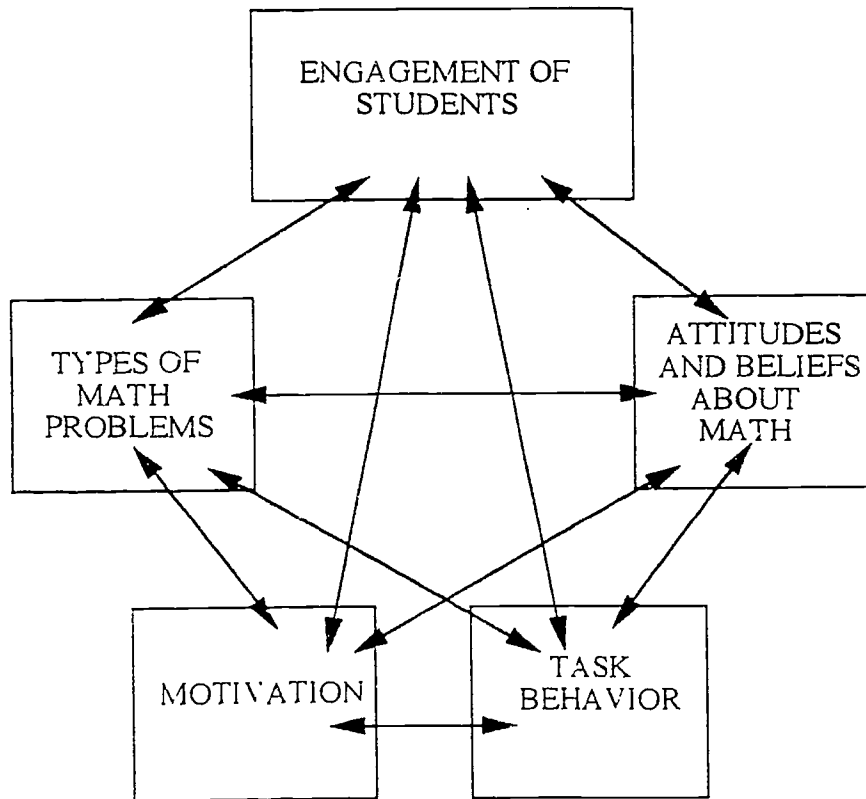 ENGAGEMENT OF
STUDENTS
TYPES OF
MATH
PROBLEMS
ATTITUDES
AND BELIEFS
ABOUT
MATH
MOTIVATION
TASK
BEHAVIOR